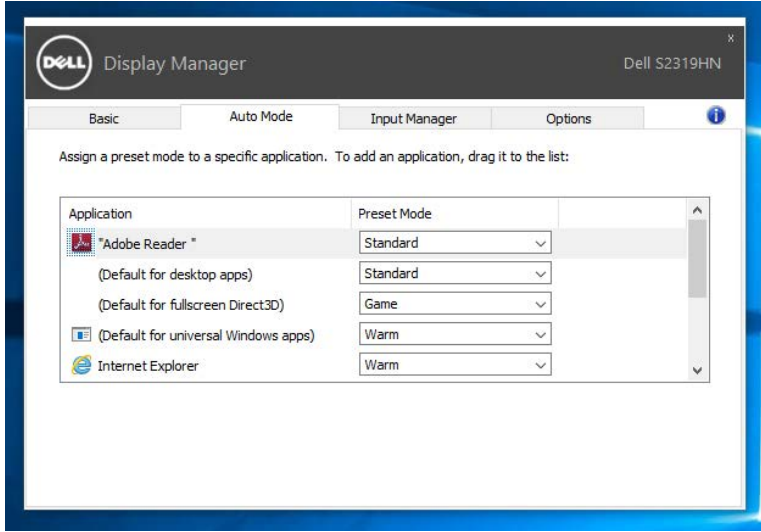 DELL
Display Manager
x
Dell S2319HN
Basic Auto Mode Input Manager Options i
Assign a preset mode to a specific application. To add an application, drag it to the list:
Application Preset Mode
"Adobe Reader " Standard
(Default for desktop apps) Standard
(Default for fullscreen Direct3D) Game
(Default for universal Windows apps) Warm
Internet Explorer Warm